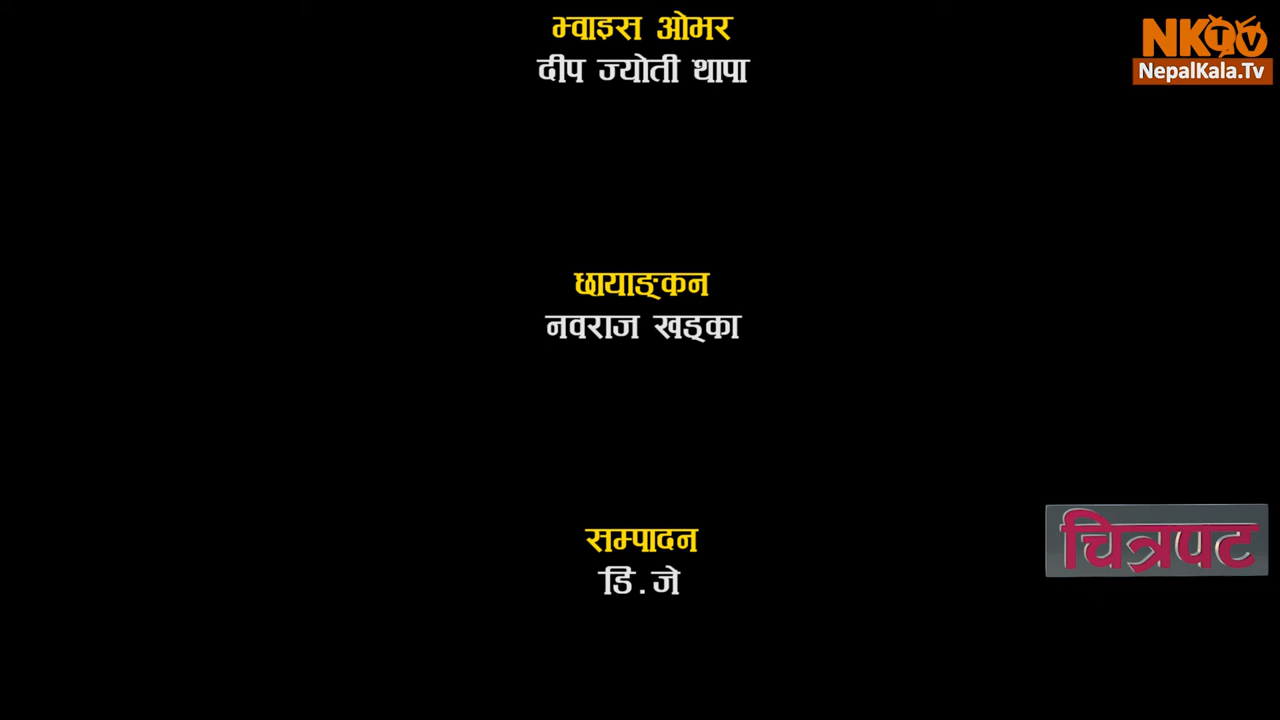 भ्वाइस ओभर
दीप ज्योती थापा
NKTV
NepalKala.Tv
छायाङ्कन
नवराज खड्का
सम्पादन
डि.जे
चित्रपट